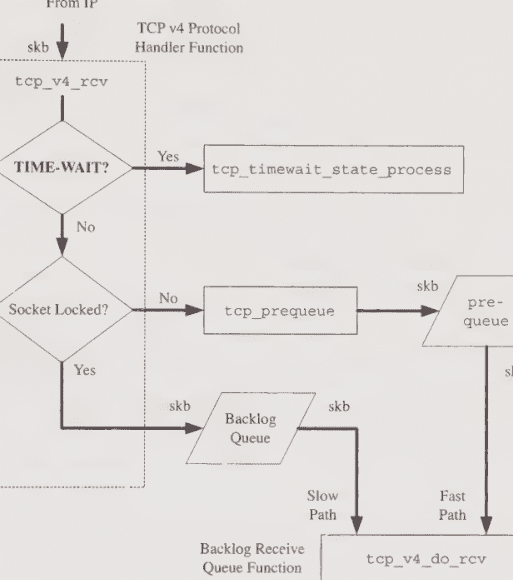 From IP
TCP v4 Protocol
Handler Function
skb
tcp_v4_rcv
TIME-WAIT?
Yes
tcp_timewait_state_process
No
Socket Locked?
No
tcp_prequeue
skb
pre-
queue
Yes
skb
Backlog
Queue
skb
Slow
Path
Fast
Path
Backlog Receive
Queue Function
tcp_v4_do_rcv